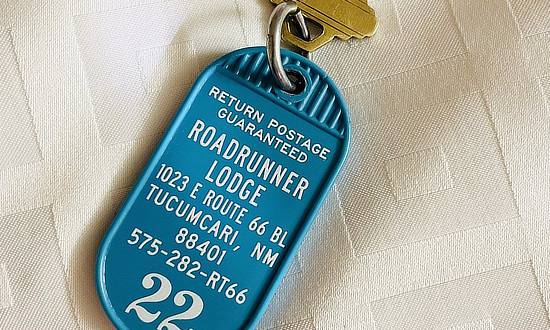 RETURN POSTAGE
GUARANTEED
ROADRUNNER
LODGE
1023 E ROUTE 66 BL
TUCUMCARI, NM
88401
575-282-RT66
22